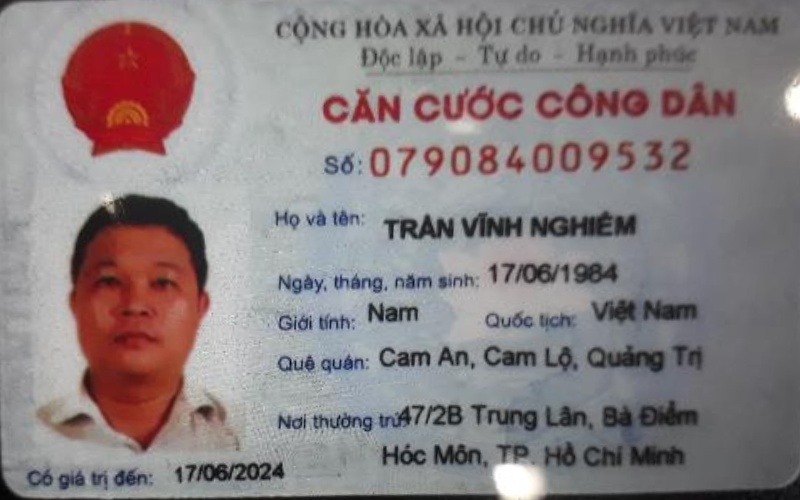 CỘNG HÒA XÃ HỘI CHỦ NGHĨA VIỆT NAM
Độc lập - Tự do - Hạnh phúc
CĂN CƯỚC CÔNG DÂN
Số: 079084009532
Họ và tên: TRẦN VĨNH NGHIÊM
Ngày, tháng, năm sinh: 17/06/1984
Giới tính: Nam Quốc tịch: Việt Nam
Quê quán: Cam An, Cam Lộ, Quảng Trị
Nơi thường trú: 47/2B Trung Lân, Bà Điểm
Hóc Môn, TP. Hồ Chí Minh
Có giá trị đến: 17/06/2024